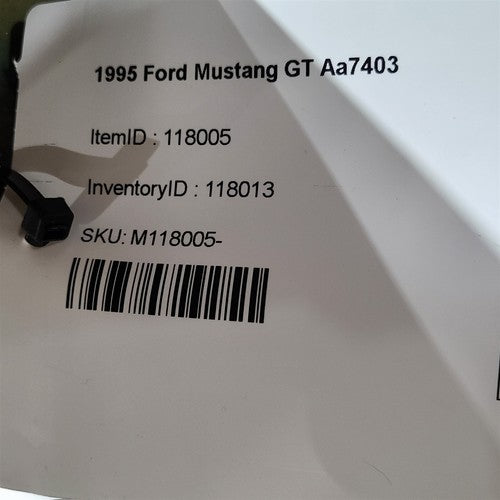 1995 Ford Mustang GT Aa7403
ItemID : 118005
InventoryID : 118013
SKU: M118005-